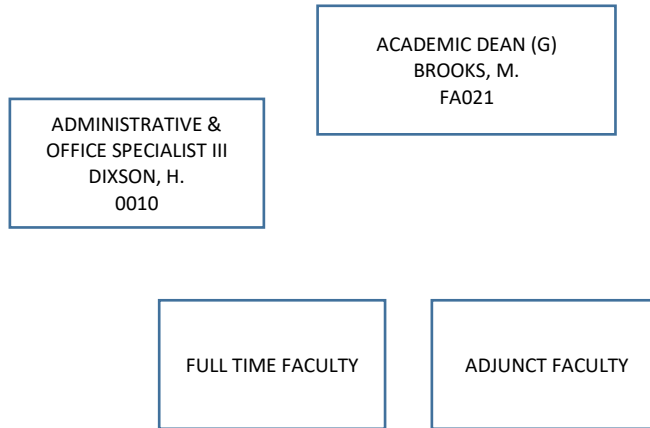 ACADEMIC DEAN (G)
BROOKS, M.
FA021
ADMINISTRATIVE &
OFFICE SPECIALIST III
DIXSON, H.
0010
FULL TIME FACULTY
ADJUNCT FACULTY